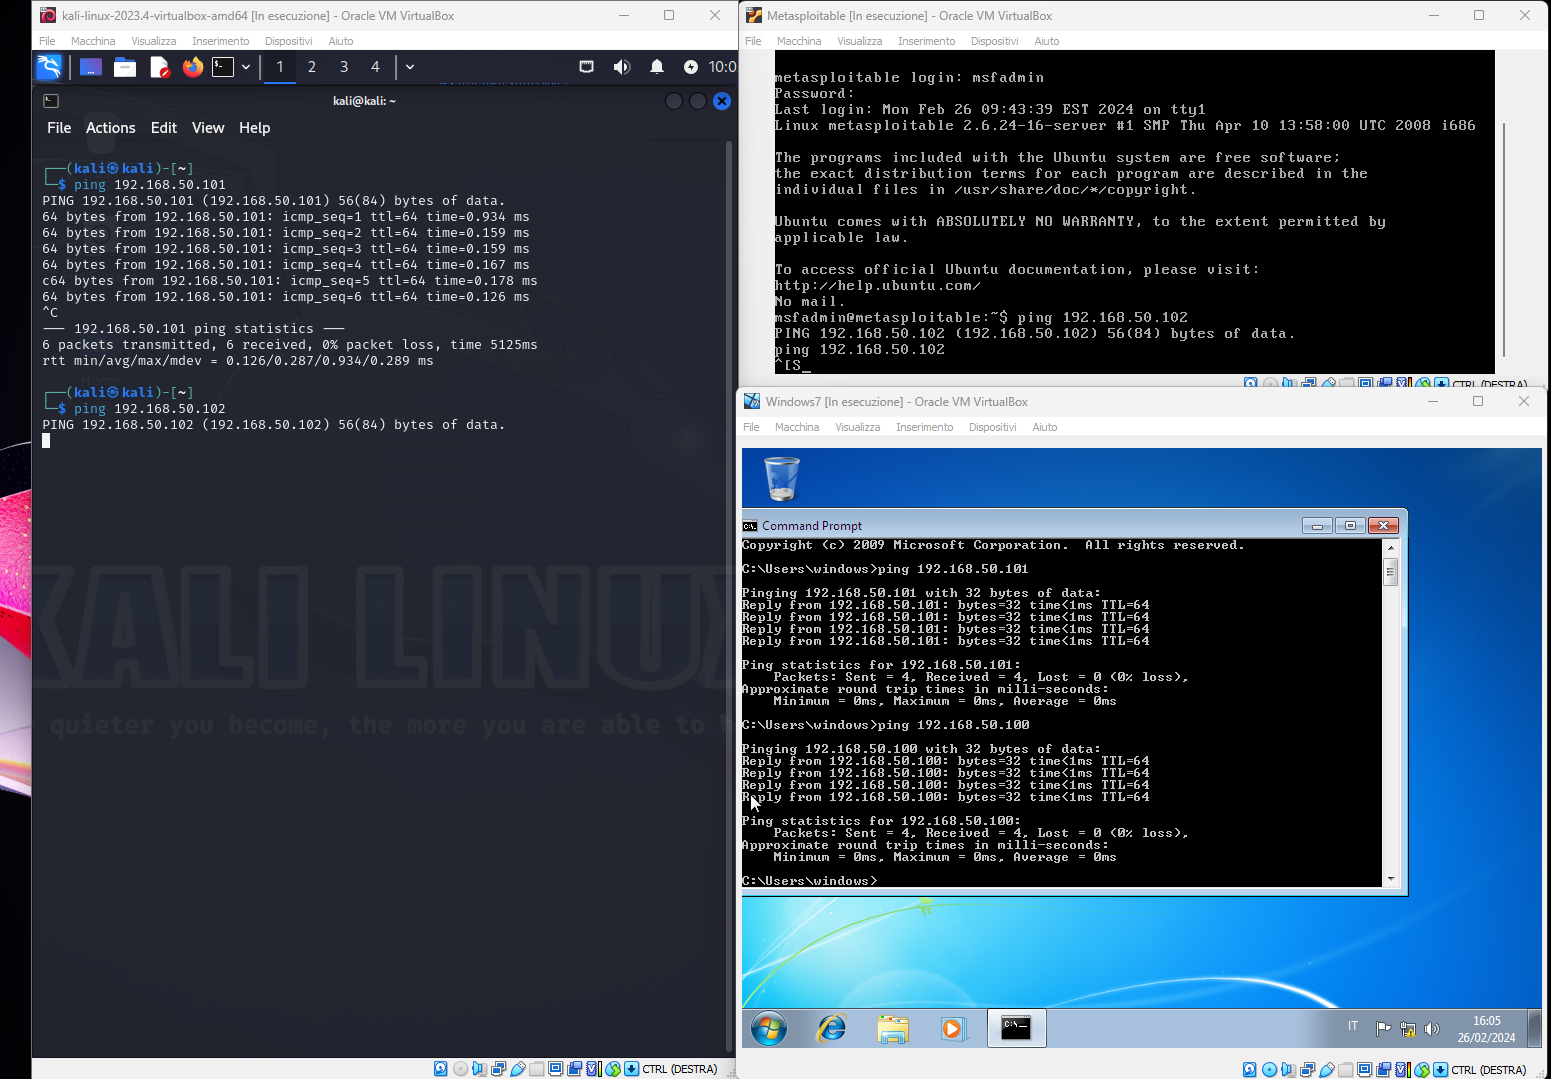 kali-linux-2023.4-virtualbox-amd64 [In esecuzione] - Oracle VM VirtualBox
File Macchina Visualizza Inserimento Dispositivi Aiuto
1 2 3 4 10:0
kali@kali: ~
File Actions Edit View Help
┌──(kali㉿kali)-[~]
└─$ ping 192.168.50.101
PING 192.168.50.101 (192.168.50.101) 56(84) bytes of data.
64 bytes from 192.168.50.101: icmp_seq=1 ttl=64 time=0.934 ms
64 bytes from 192.168.50.101: icmp_seq=2 ttl=64 time=0.159 ms
64 bytes from 192.168.50.101: icmp_seq=3 ttl=64 time=0.159 ms
64 bytes from 192.168.50.101: icmp_seq=4 ttl=64 time=0.167 ms
c64 bytes from 192.168.50.101: icmp_seq=5 ttl=64 time=0.178 ms
64 bytes from 192.168.50.101: icmp_seq=6 ttl=64 time=0.126 ms
^C
─── 192.168.50.101 ping statistics ───
6 packets transmitted, 6 received, 0% packet loss, time 5125ms
rtt min/avg/max/mdev = 0.126/0.287/0.934/0.289 ms
┌──(kali㉿kali)-[~]
└─$ ping 192.168.50.102
PING 192.168.50.102 (192.168.50.102) 56(84) bytes of data.
KALI LINUX
quieter you become, the more you are able to h
CTRL (DESTRA)
Metasploitable [In esecuzione] - Oracle VM VirtualBox
File Macchina Visualizza Inserimento Dispositivi Aiuto
metasploitable login: msfadmin
Password:
Last login: Mon Feb 26 09:43:39 EST 2024 on tty1
Linux metasploitable 2.6.24-16-server #1 SMP Thu Apr 10 13:58:00 UTC 2008 i686
The programs included with the Ubuntu system are free software;
the exact distribution terms for each program are described in the
individual files in /usr/share/doc/*/copyright.
Ubuntu comes with ABSOLUTELY NO WARRANTY, to the extent permitted by
applicable law.
To access official Ubuntu documentation, please visit:
http://help.ubuntu.com/
No mail.
msfadmin@metasploitable:~$ ping 192.168.50.102
PING 192.168.50.102 (192.168.50.102) 56(84) bytes of data.
ping 192.168.50.102
^[S_
CTRL (DESTRA)
Windows7 [In esecuzione] - Oracle VM VirtualBox
File Macchina Visualizza Inserimento Dispositivi Aiuto
Command Prompt
Copyright (c) 2009 Microsoft Corporation. All rights reserved.
C:\Users\windows>ping 192.168.50.101
Pinging 192.168.50.101 with 32 bytes of data:
Reply from 192.168.50.101: bytes=32 time<1ms TTL=64
Reply from 192.168.50.101: bytes=32 time<1ms TTL=64
Reply from 192.168.50.101: bytes=32 time<1ms TTL=64
Reply from 192.168.50.101: bytes=32 time<1ms TTL=64
Ping statistics for 192.168.50.101:
Packets: Sent = 4, Received = 4, Lost = 0 (0% loss),
Approximate round trip times in milli-seconds:
Minimum = 0ms, Maximum = 0ms, Average = 0ms
C:\Users\windows>ping 192.168.50.100
Pinging 192.168.50.100 with 32 bytes of data:
Reply from 192.168.50.100: bytes=32 time<1ms TTL=64
Reply from 192.168.50.100: bytes=32 time<1ms TTL=64
Reply from 192.168.50.100: bytes=32 time<1ms TTL=64
Reply from 192.168.50.100: bytes=32 time<1ms TTL=64
Ping statistics for 192.168.50.100:
Packets: Sent = 4, Received = 4, Lost = 0 (0% loss),
Approximate round trip times in milli-seconds:
Minimum = 0ms, Maximum = 0ms, Average = 0ms
C:\Users\windows>
IT
16:05
26/02/2024
CTRL (DESTRA)